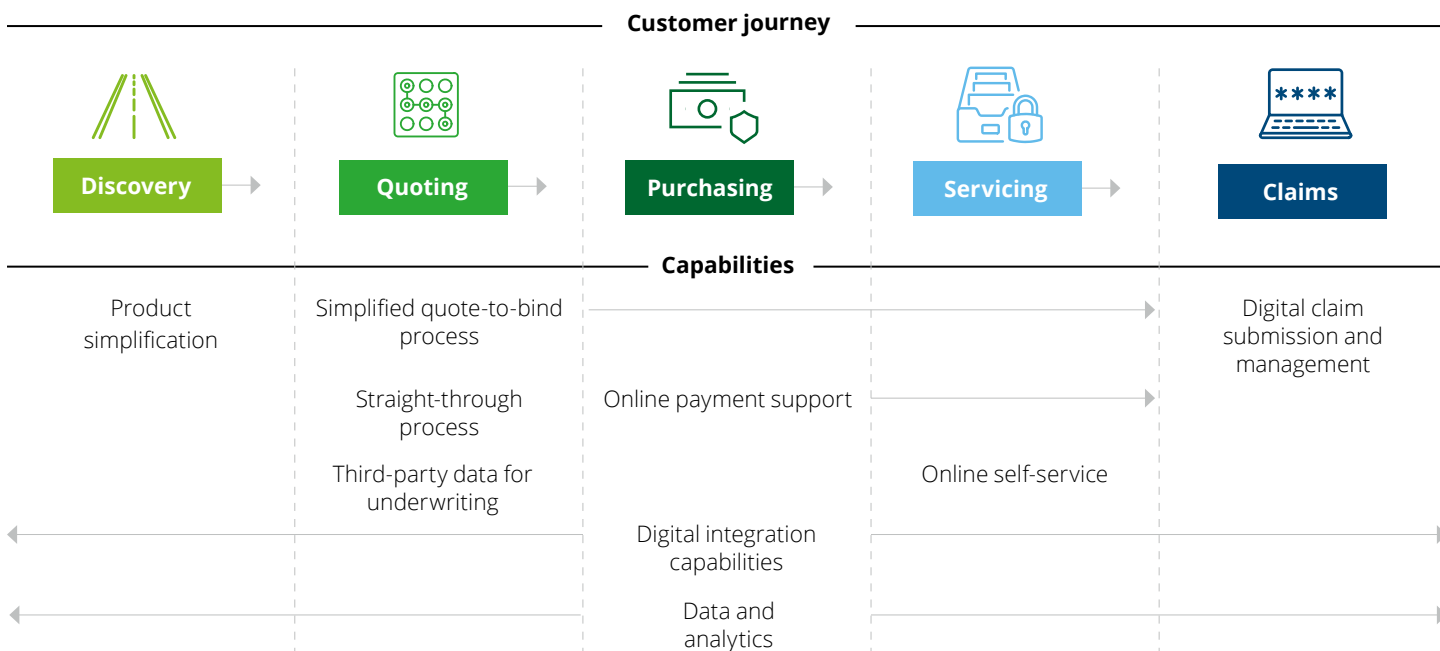 Customer journey
****
Discovery
Quoting
Purchasing
Servicing
Claims
Capabilities
Product
simplification
Simplified quote-to-bind
process
Digital claim
submission and
management
Straight-through
process
Online payment support
Third-party data for
underwriting
Online self-service
Digital integration
capabilities
Data and
analytics